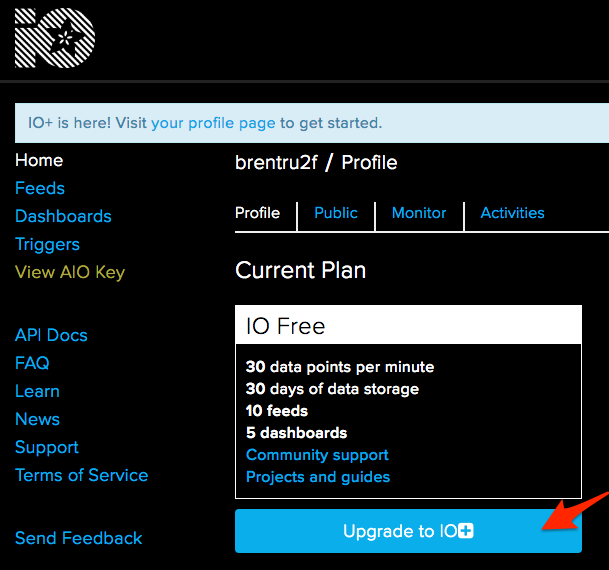 IO
IO+ is here! Visit your profile page to get started.
Home
Feeds
Dashboards
Triggers
View AIO Key
API Docs
FAQ
Learn
News
Support
Terms of Service
Send Feedback
brentru2f / Profile
Profile
Public
Monitor
Activities
Current Plan
IO Free
30 data points per minute
30 days of data storage
10 feeds
5 dashboards
Community support
Projects and guides
Upgrade to IO+